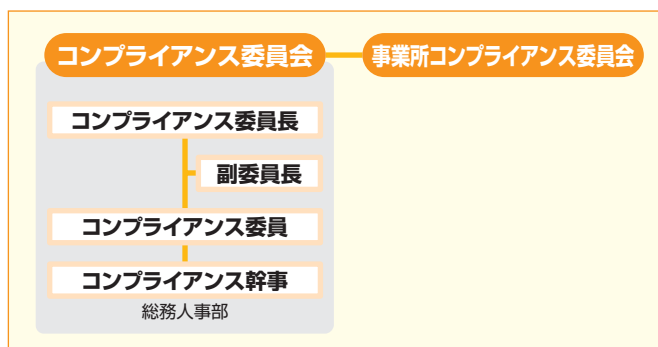 コンプライアンス委員会
事業所コンプライアンス委員会
コンプライアンス委員長
副委員長
コンプライアンス委員
コンプライアンス幹事
総務人事部